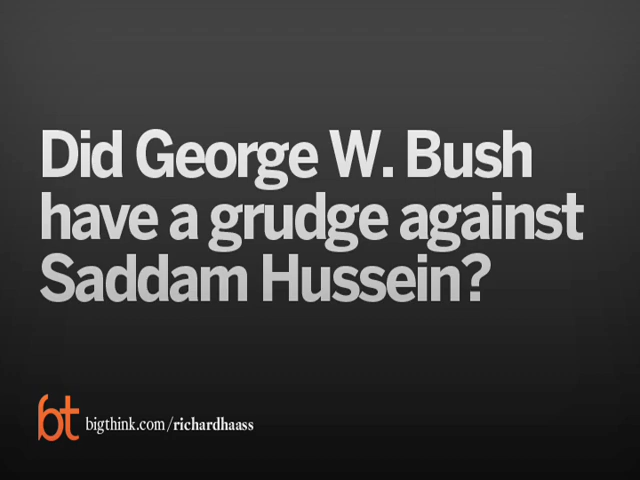 Did George W. Bush
have a grudge against
Saddam Hussein?
bt bigthink.com/richardhaass